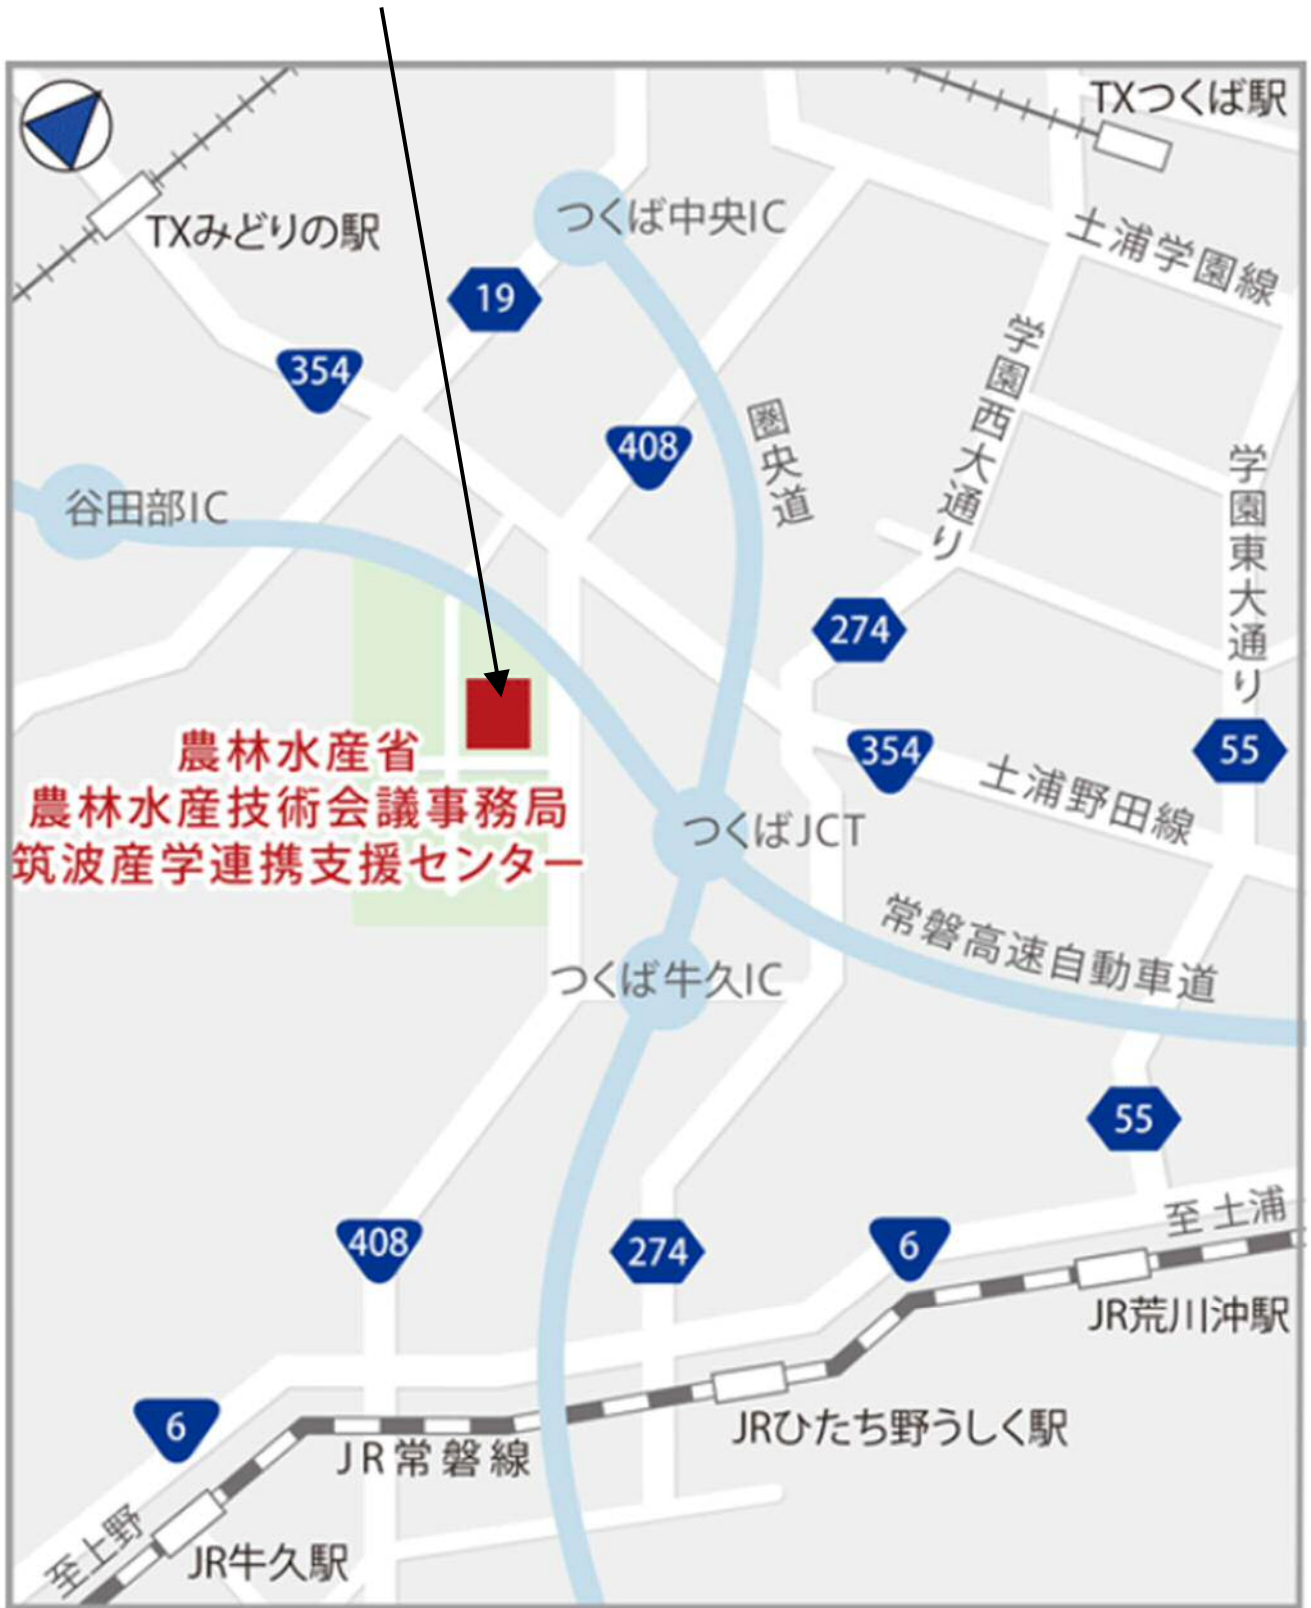 TXつくば駅
TXみどりの駅
つくば中央IC
土浦学園線
19
学園西大通り
354
圏央道
408
学園東大通り
谷田部IC
274
農林水産省
農林水産技術会議事務局
筑波産学連携支援センター
354
55
土浦野田線
つくばJCT
常磐高速自動車道
つくば牛久IC
55
至 土浦
408
274
6
JR荒川沖駅
6
JRひたち野うしく駅
JR常磐線
至上野
JR牛久駅